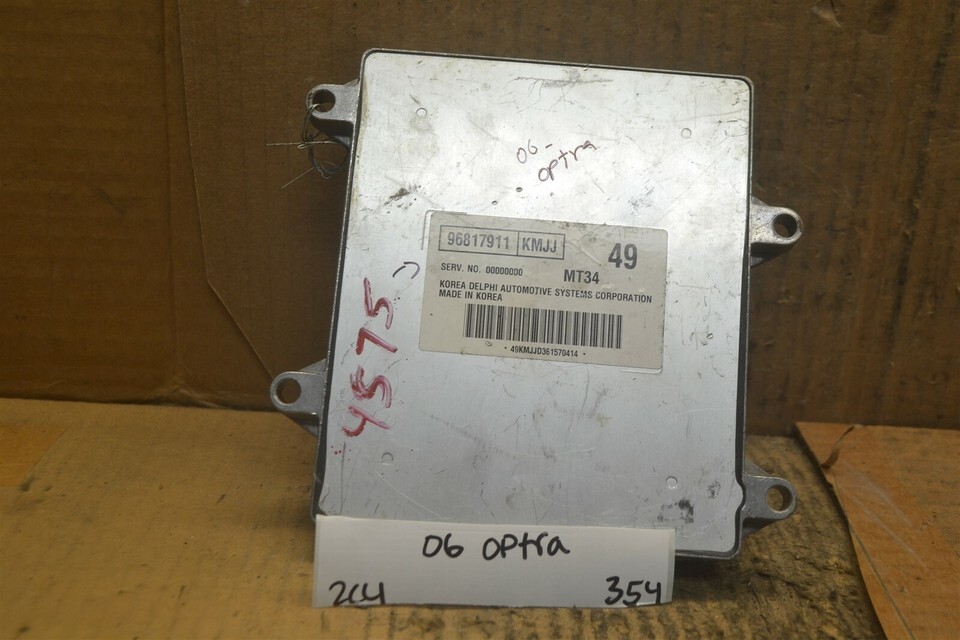 06-
optra
96817911 KMJJ 49
SERV. NO. 00000000 MT34
KOREA DELPHI AUTOMOTIVE SYSTEMS CORPORATION
MADE IN KOREA
- 49KMJJD361570414 -
4575
06 optra
354